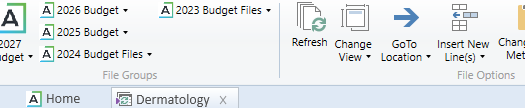 2026 Budget
2023 Budget Files
2025 Budget
2027
2024 Budget Files
Refresh
Change View
GoTo Location
Insert New Line(s)
File Groups
File Options
Home
Dermatology X